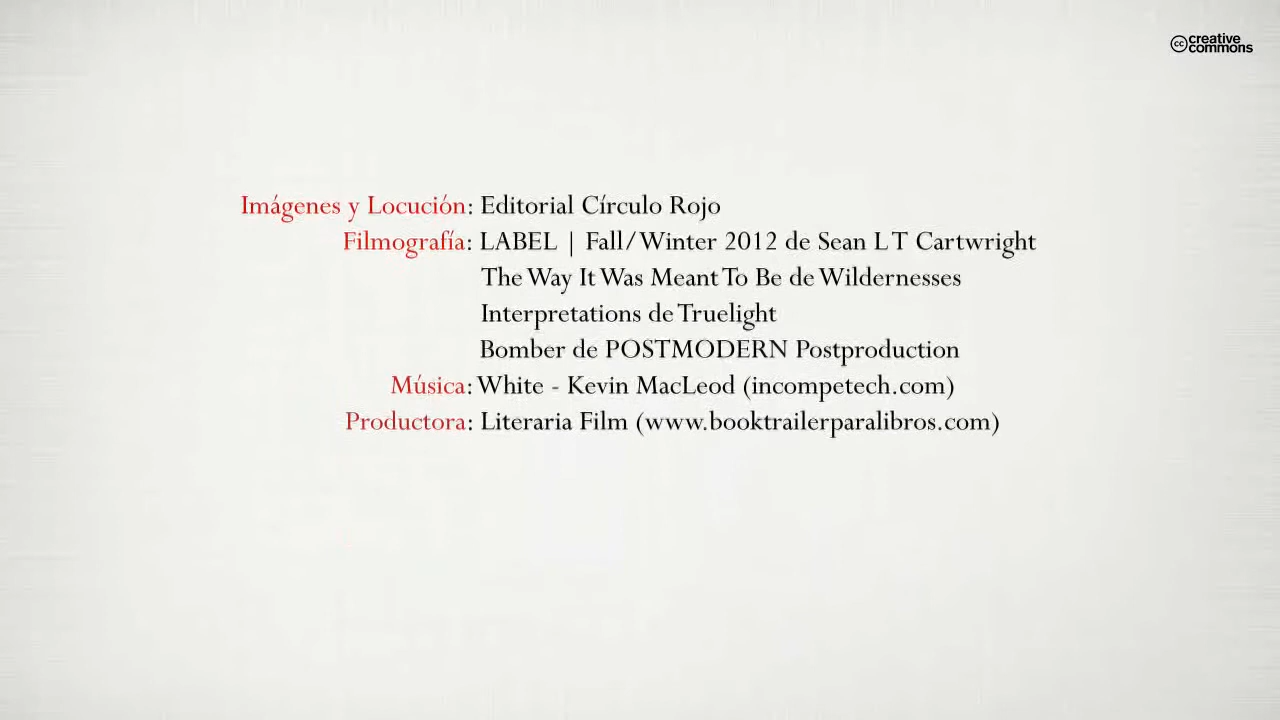 cc creative
commons
Imágenes y Locución: Editorial Círculo Rojo
Filmografía: LABEL | Fall/Winter 2012 de Sean L T Cartwright
The Way It Was Meant To Be de Wildernesses
Interpretations de Truelight
Bomber de POSTMODERN Postproduction
Música: White - Kevin MacLeod (incompetech.com)
Productora: Literaria Film (www.booktrailerparalibros.com)